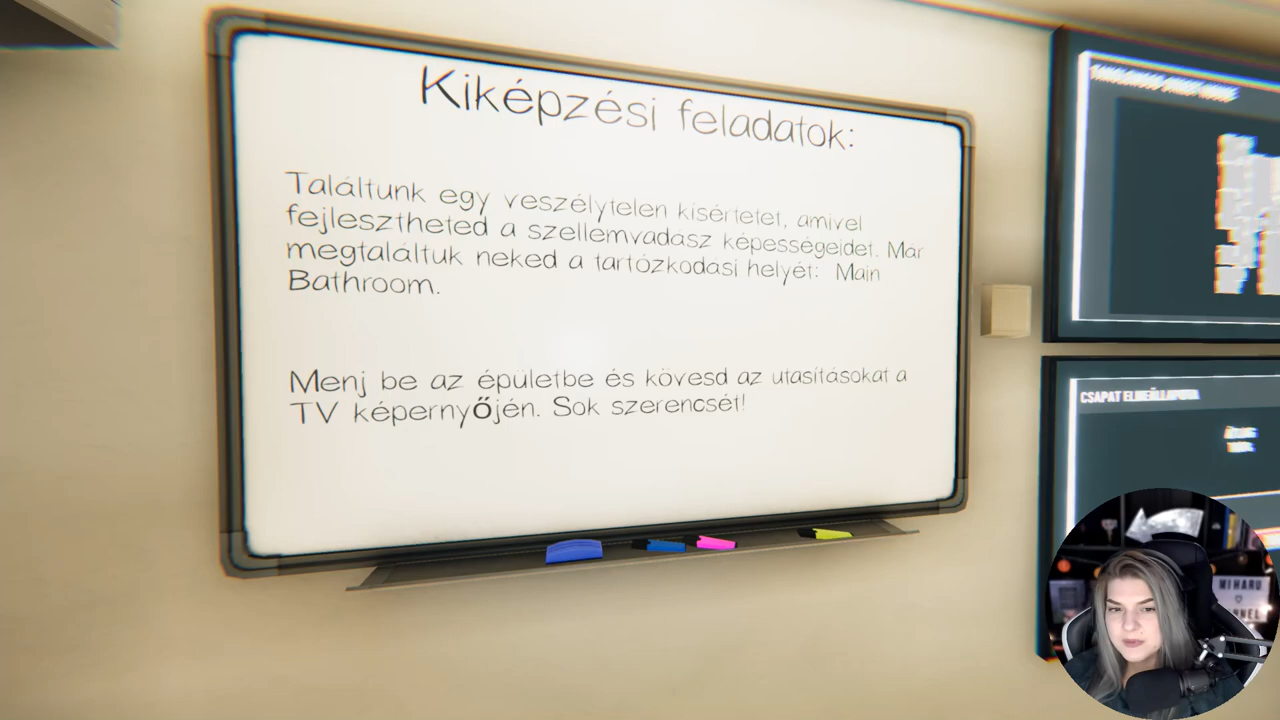 Kiképzési feladatok:
Találtunk egy veszélytelen kísértetet, amivel
fejlesztheted a szellemvadász képességeidet. Már
megtaláltuk neked a tartózkodási helyét: Main
Bathroom.
Menj be az épületbe és kövesd az utasításokat a
TV képernyőjén. Sok szerencsét!
CSAPAT ELMEÁLLAPOTA